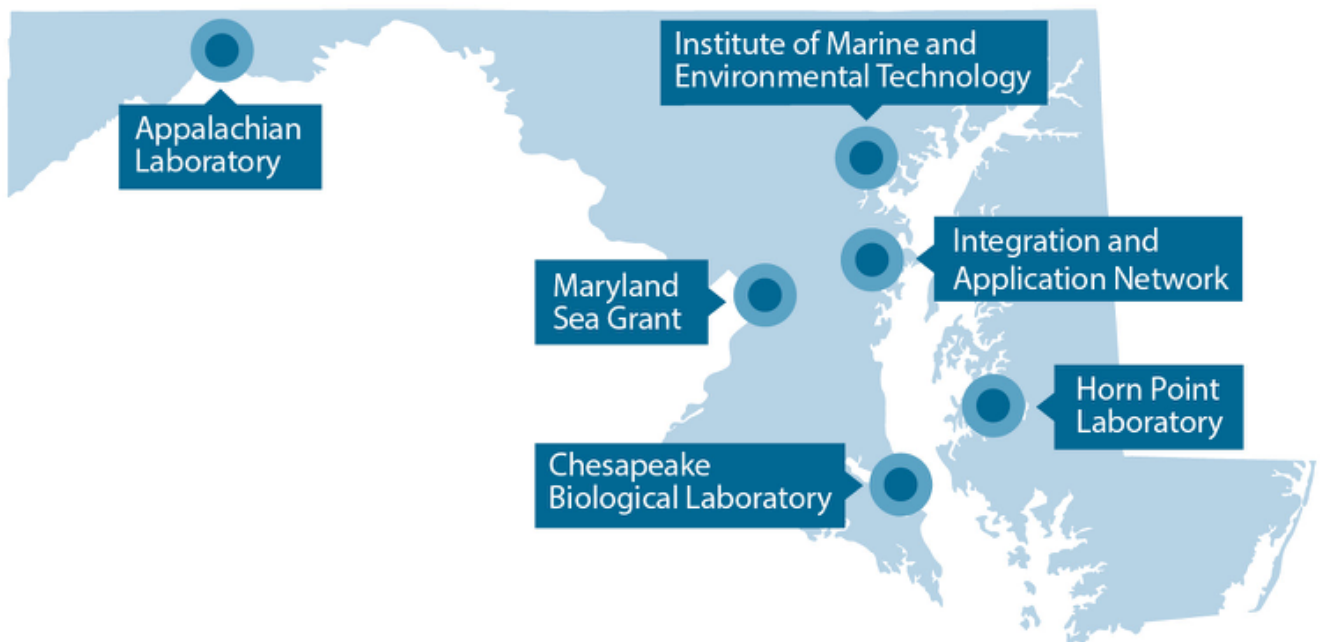 Institute of Marine and
Environmental Technology
Appalachian
Laboratory
Integration and
Application Network
Maryland
Sea Grant
Horn Point
Laboratory
Chesapeake
Biological Laboratory